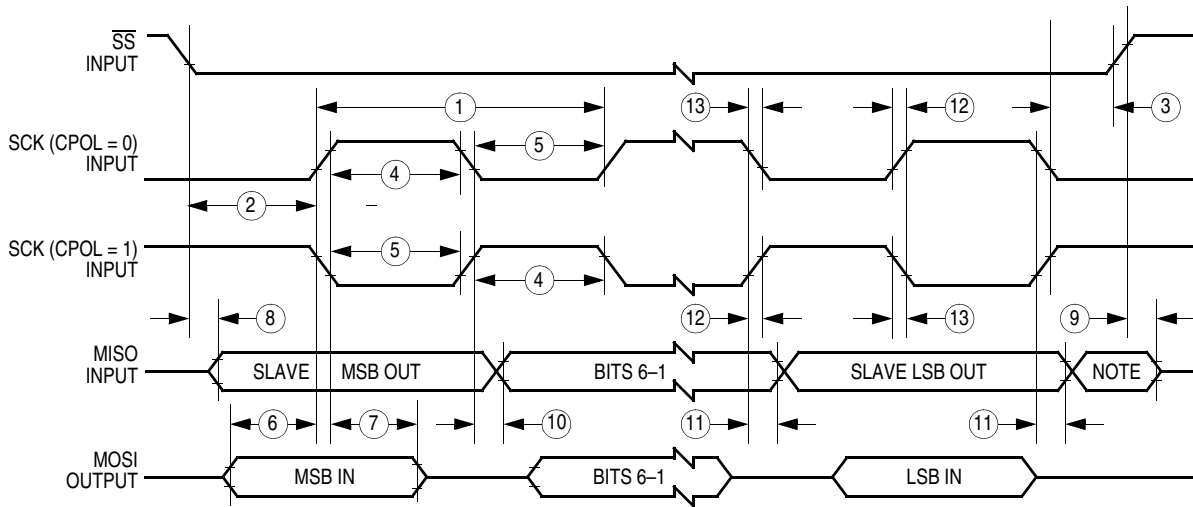 SS
INPUT
1
13
12
3
SCK (CPOL = 0)
INPUT
5
4
2
SCK (CPOL = 1)
INPUT
5
4
8
12
13
9
MISO
INPUT
SLAVE MSB OUT
BITS 6–1
SLAVE LSB OUT
NOTE
6
7
10
11
11
MOSI
OUTPUT
MSB IN
BITS 6–1
LSB IN